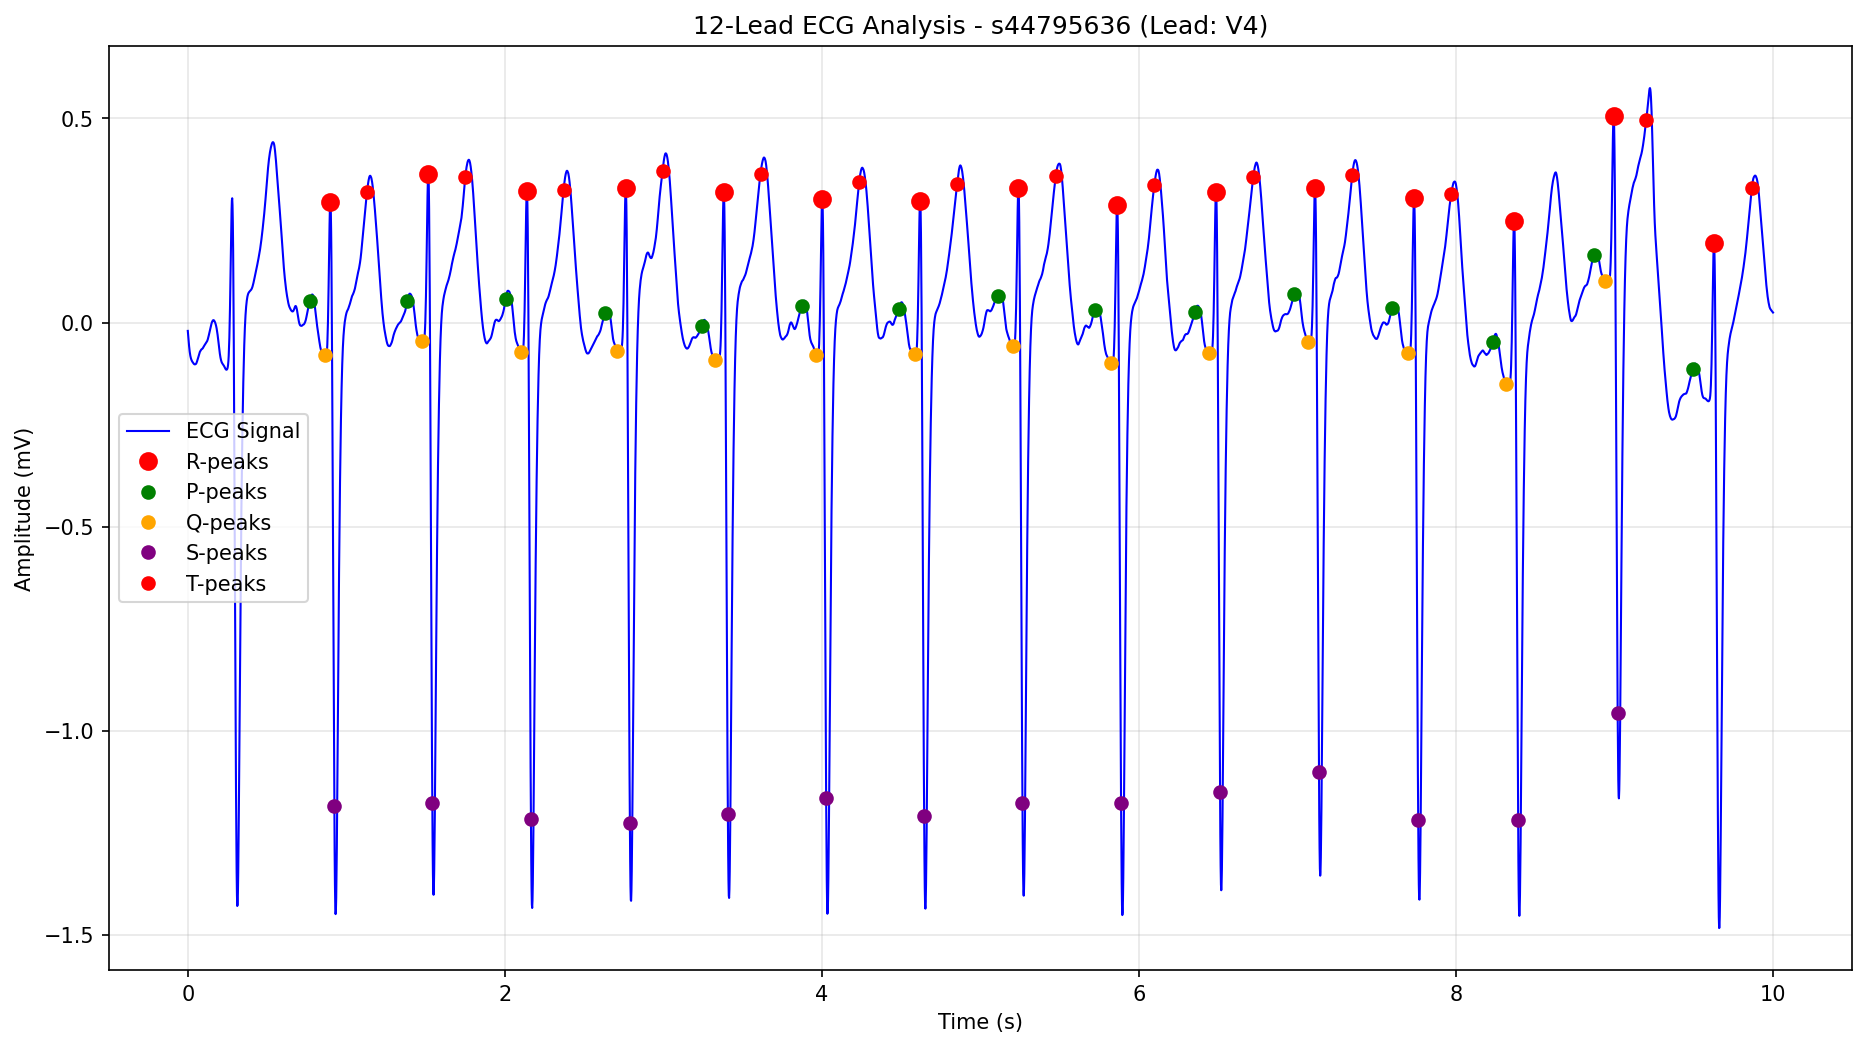 12-Lead ECG Analysis - s44795636 (Lead: V4)
0.5
0.0
−0.5
−1.0
−1.5
Amplitude (mV)
ECG Signal
R-peaks
P-peaks
Q-peaks
S-peaks
T-peaks
0 2 4 6 8 10
Time (s)